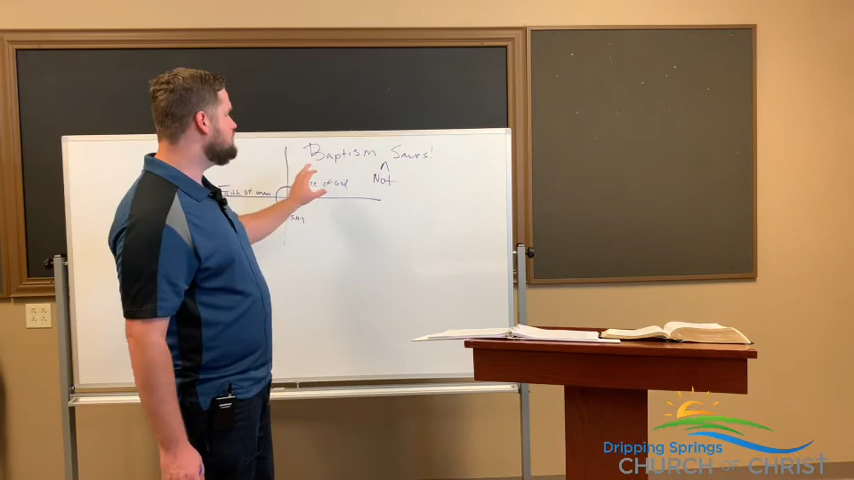 Baptism Saves!
Not
Faith of man
of God
Dripping Springs
CHURCH OF CHRIST